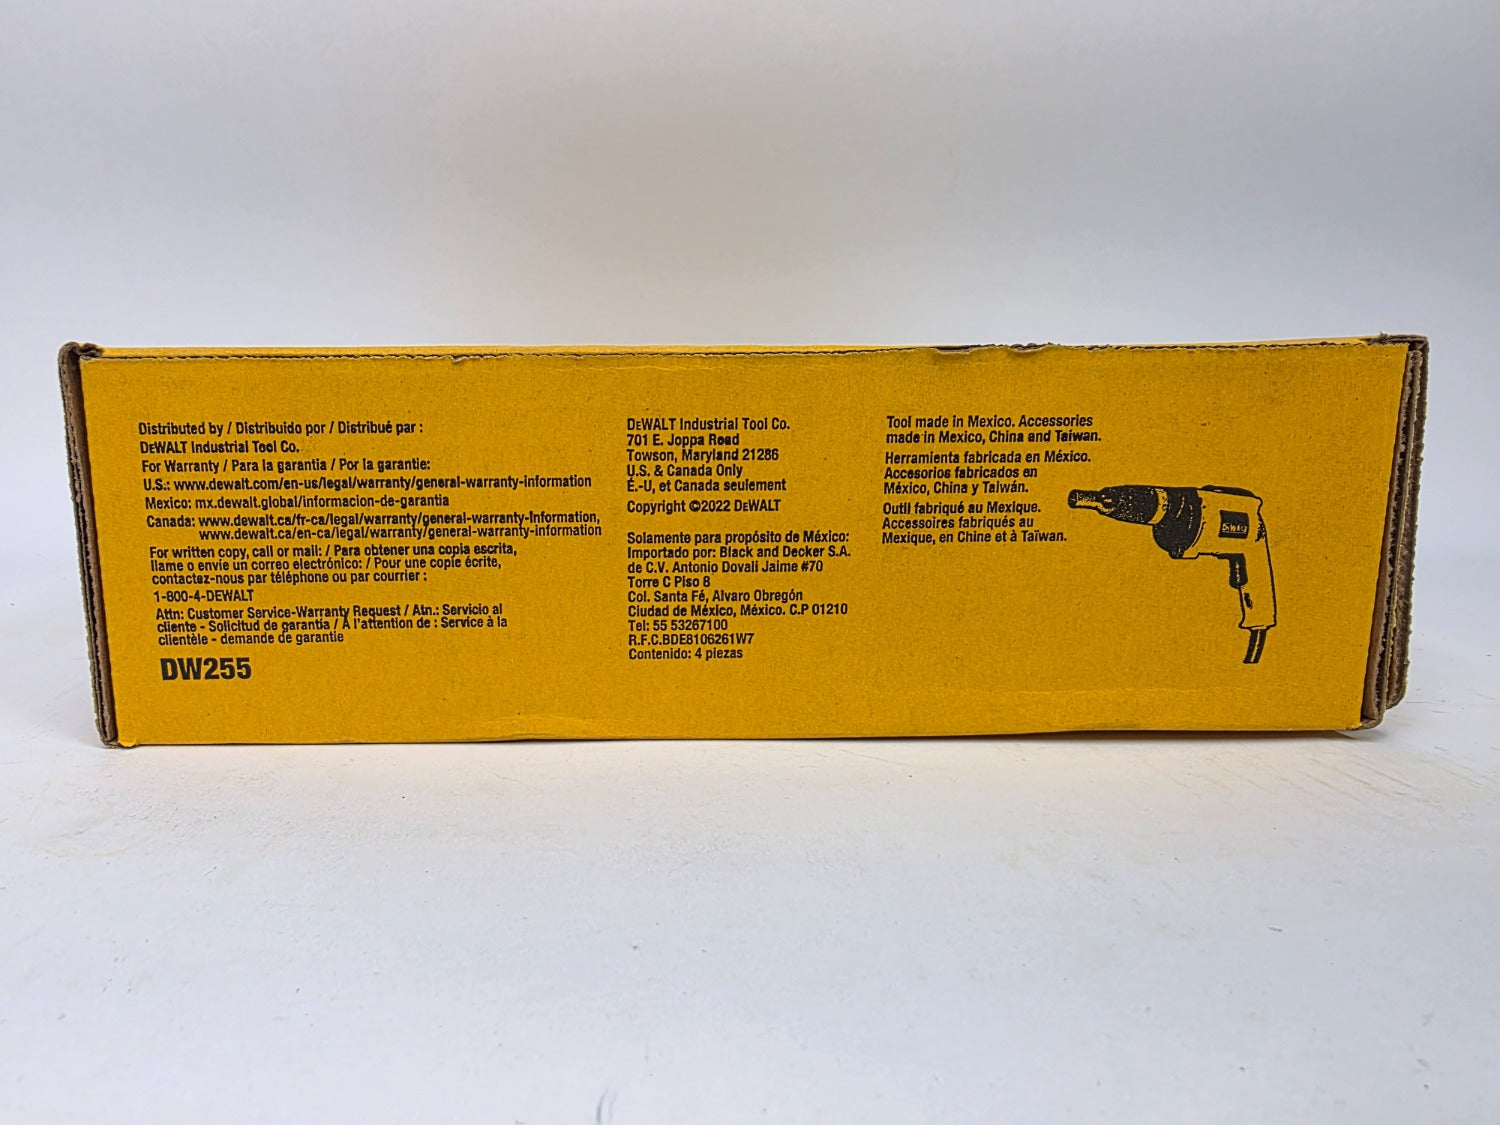 Distributed by / Distribuido por / Distribué par :
DEWALT Industrial Tool Co.
For Warranty / Para la garantia / Por la garantie:
U.S.: www.dewalt.com/en-us/legal/warranty/general-warranty-information
Mexico: mx.dewalt.global/informacion-de-garantia
Canada: www.dewalt.ca/fr-ca/legal/warranty/general-warranty-information,
www.dewalt.ca/en-ca/legal/warranty/general-warranty-information
For written copy, call or mail: / Para obtener una copia escrita,
llame o envíe un correo electrónico: / Pour une copie écrite,
contactez-nous par téléphone ou par courrier :
1-800-4-DEWALT
Attn: Customer Service-Warranty Request / Atn.: Servicio al
cliente - Solicitud de garantía / À l'attention de : Service à la
clientèle - demande de garantie
DW255
DEWALT Industrial Tool Co.
701 E. Joppa Road
Towson, Maryland 21286
U.S. & Canada Only
É.-U, et Canada seulement
Copyright ©2022 DEWALT
Solamente para propósito de México:
Importado por: Black and Decker S.A.
de C.V. Antonio Dovali Jaime #70
Torre C Piso 8
Col. Santa Fé, Alvaro Obregón
Ciudad de México, México. C.P 01210
Tel: 55 53267100
R.F.C.BDE8106261W7
Contenido: 4 piezas
Tool made in Mexico. Accessories
made in Mexico, China and Taiwan.
Herramienta fabricada en México.
Accesorios fabricados en
México, China y Taiwán.
Outil fabriqué au Mexique.
Accessoires fabriqués au
Mexique, en Chine et à Taïwan.
DEWALT